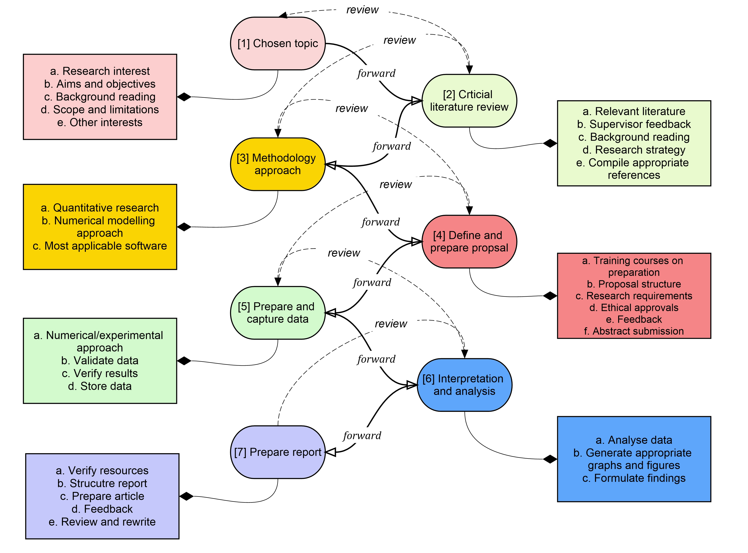 review
[1] Chosen topic
review
forward
a. Research interest
b. Aims and objectives
c. Background reading
d. Scope and limitations
e. Other interests
[2] Crticial
literature review
review
a. Relevant literature
b. Supervisor feedback
c. Background reading
d. Research strategy
e. Compile appropriate
references
forward
[3] Methodology
approach
review
a. Quantitative research
b. Numerical modelling
approach
c. Most applicable software
forward
[4] Define and
prepare propsal
review
forward
a. Training courses on
preparation
b. Proposal structure
c. Research requirements
d. Ethical approvals
e. Feedback
f. Abstract submission
[5] Prepare and
capture data
review
a. Numerical/experimental
approach
b. Validate data
c. Verify results
d. Store data
forward
[6] Interpretation
and analysis
forward
a. Analyse data
b. Generate appropriate
graphs and figures
c. Formulate findings
[7] Prepare report
a. Verify resources
b. Strucutre report
c. Prepare article
d. Feedback
e. Review and rewrite